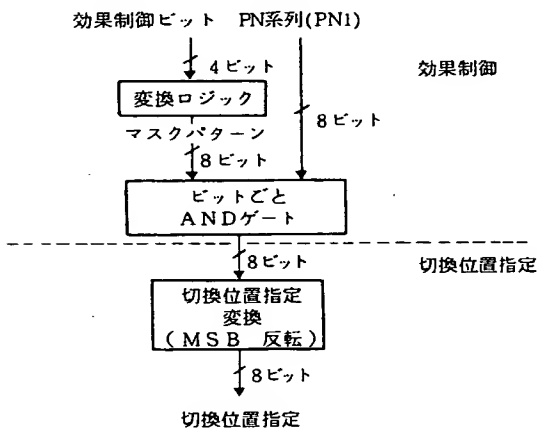 効果制御ビット PN系列(PN1)
4ビット
効果制御
変換ロジック
8ビット
マスクパターン
8ビット
ビットごと
ANDゲート
8ビット
切換位置指定
切換位置指定
変換
(MSB 反転)
8ビット
切換位置指定